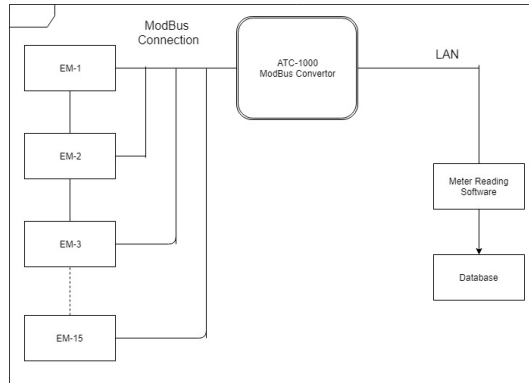 ModBus
Connection
EM-1
ATC-1000
ModBus Convertor
LAN
EM-2
Meter Reading
Software
EM-3
Database
EM-15